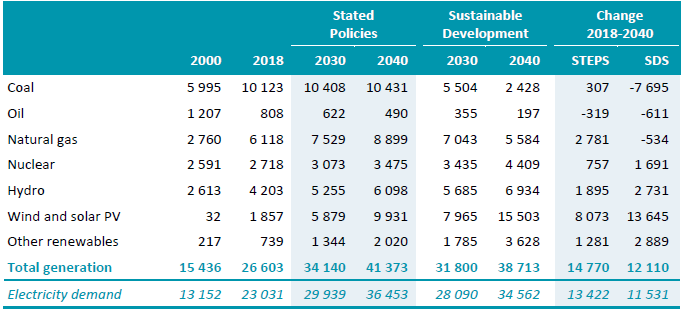 Stated Sustainable Change
Policies Development 2018-2040
2000 2018 2030 2040 2030 2040 STEPS SDS
Coal 5 995 10 123 10 408 10 431 5 504 2 428 307 -7 695
Oil 1 207 808 622 490 355 197 -319 -611
Natural gas 2 760 6 118 7 529 8 899 7 043 5 584 2 781 -534
Nuclear 2 591 2 718 3 073 3 475 3 435 4 409 757 1 691
Hydro 2 613 4 203 5 255 6 098 5 685 6 934 1 895 2 731
Wind and solar PV 32 1 857 5 879 9 931 7 965 15 503 8 073 13 645
Other renewables 217 739 1 344 2 020 1 785 3 628 1 281 2 889
Total generation 15 436 26 603 34 140 41 373 31 800 38 713 14 770 12 110
Electricity demand 13 152 23 031 29 939 36 453 28 090 34 562 13 422 11 531